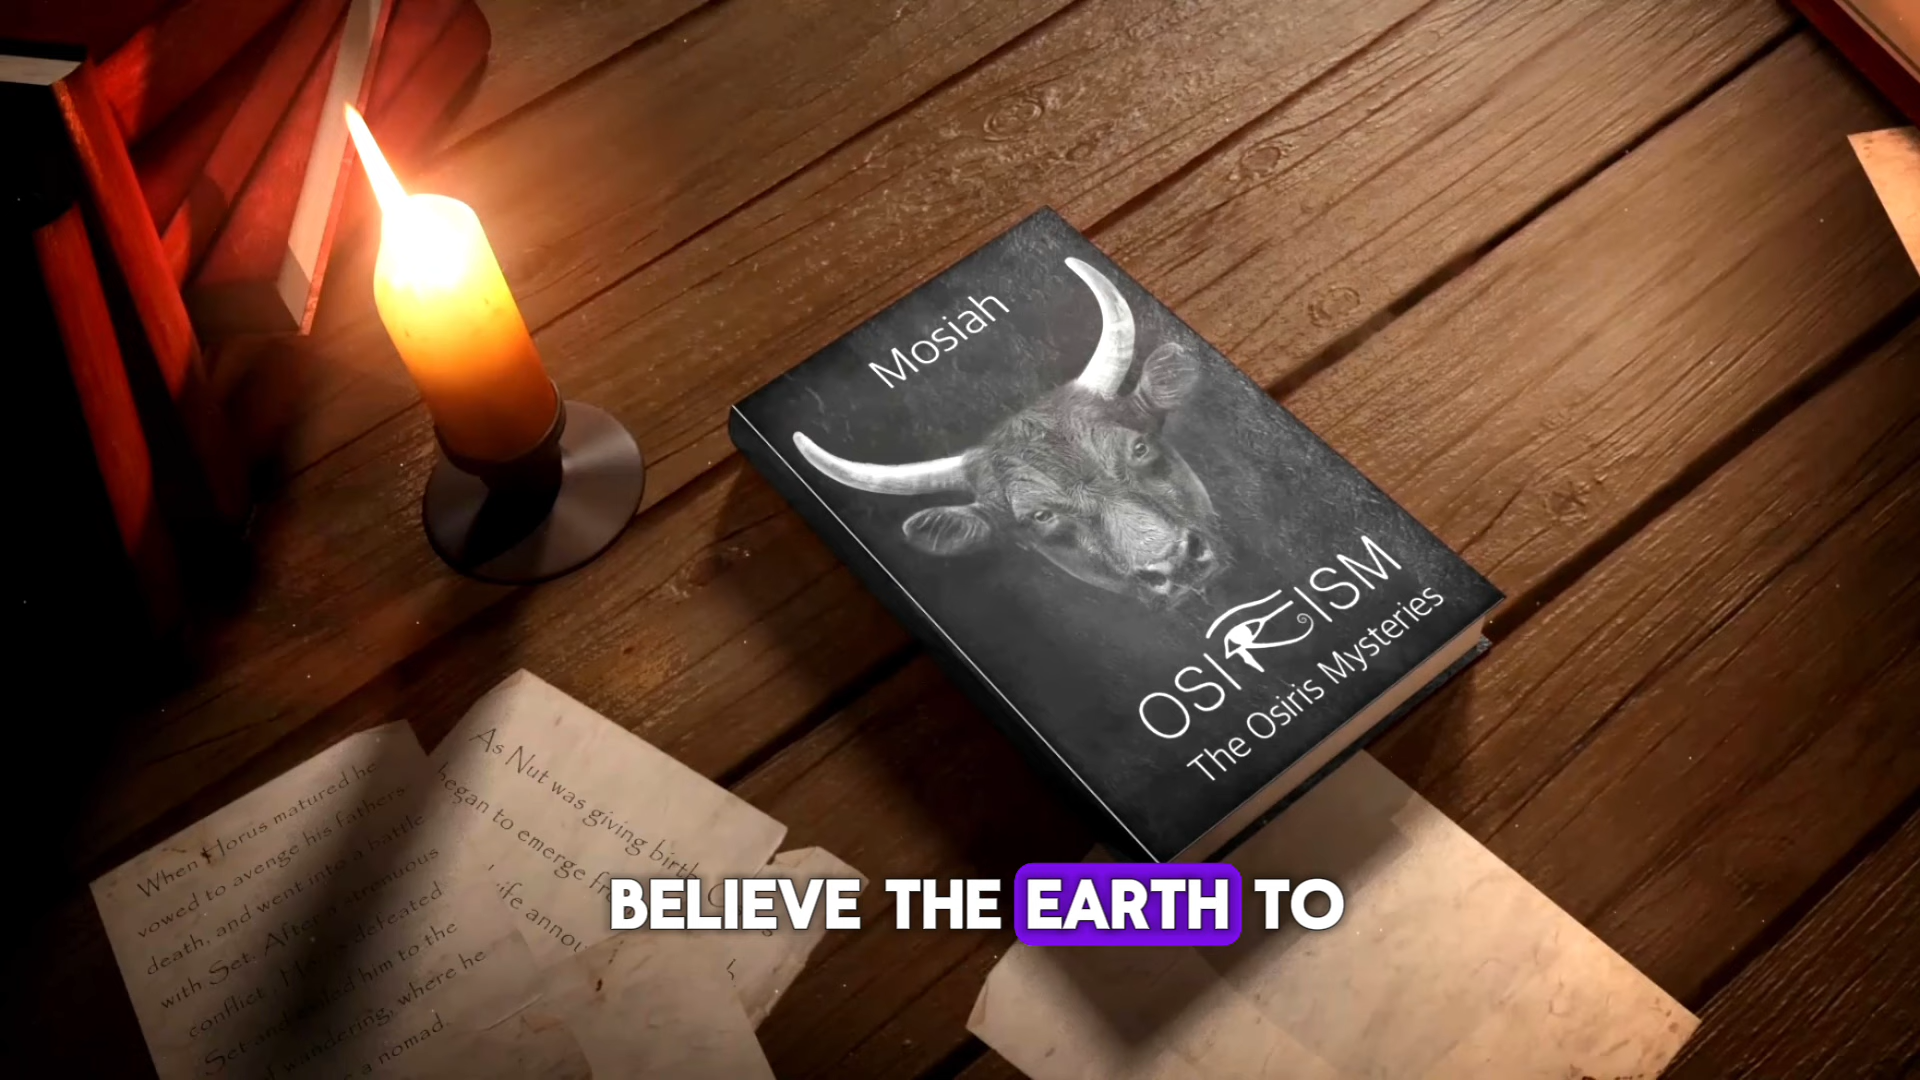 Mosiah
OSIRISM
The Osiris Mysteries
When Horus matured he
vowed to avenge his fathers
death, and went into a battle
with Set. After a strenuous
conflict, Horus defeated
Set and exiled him to the
of wandering, where he
a nomad.
As Nut was giving birth
began to emerge
life
BELIEVE THE EARTH TO